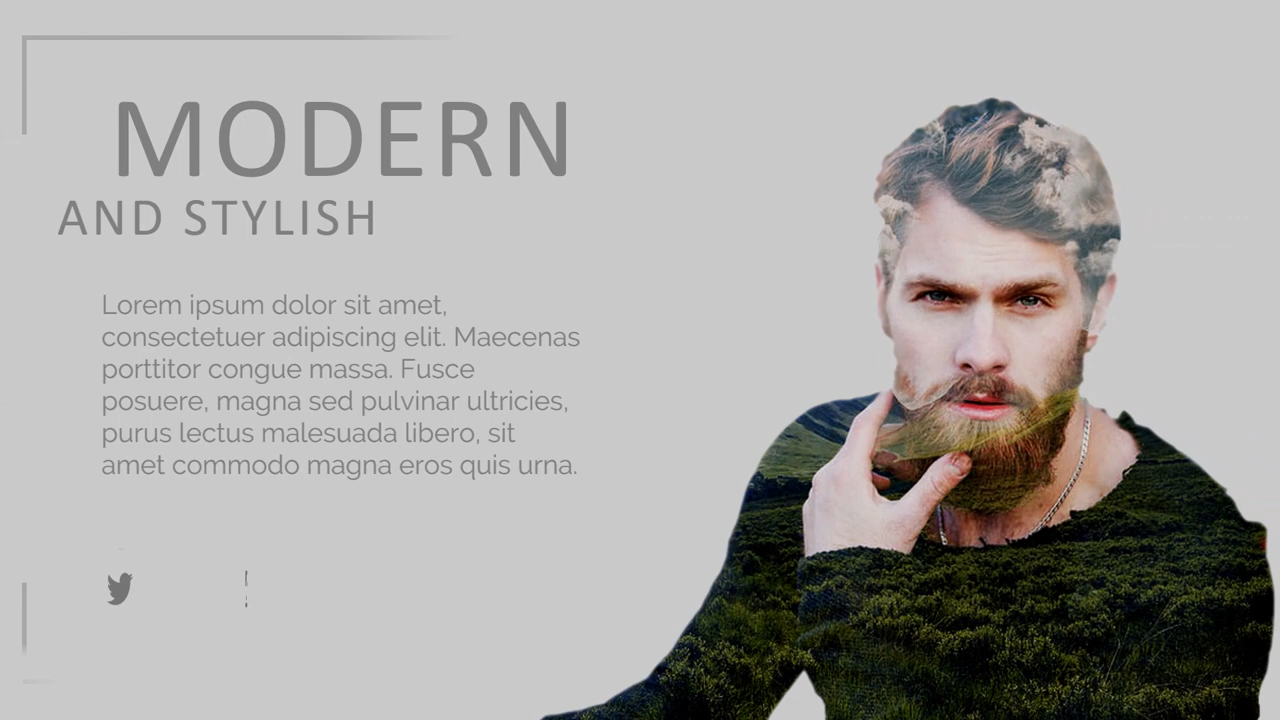 MODERN
AND STYLISH
Lorem ipsum dolor sit amet,
consectetuer adipiscing elit. Maecenas
porttitor congue massa. Fusce
posuere, magna sed pulvinar ultricies,
purus lectus malesuada libero, sit
amet commodo magna eros quis urna.